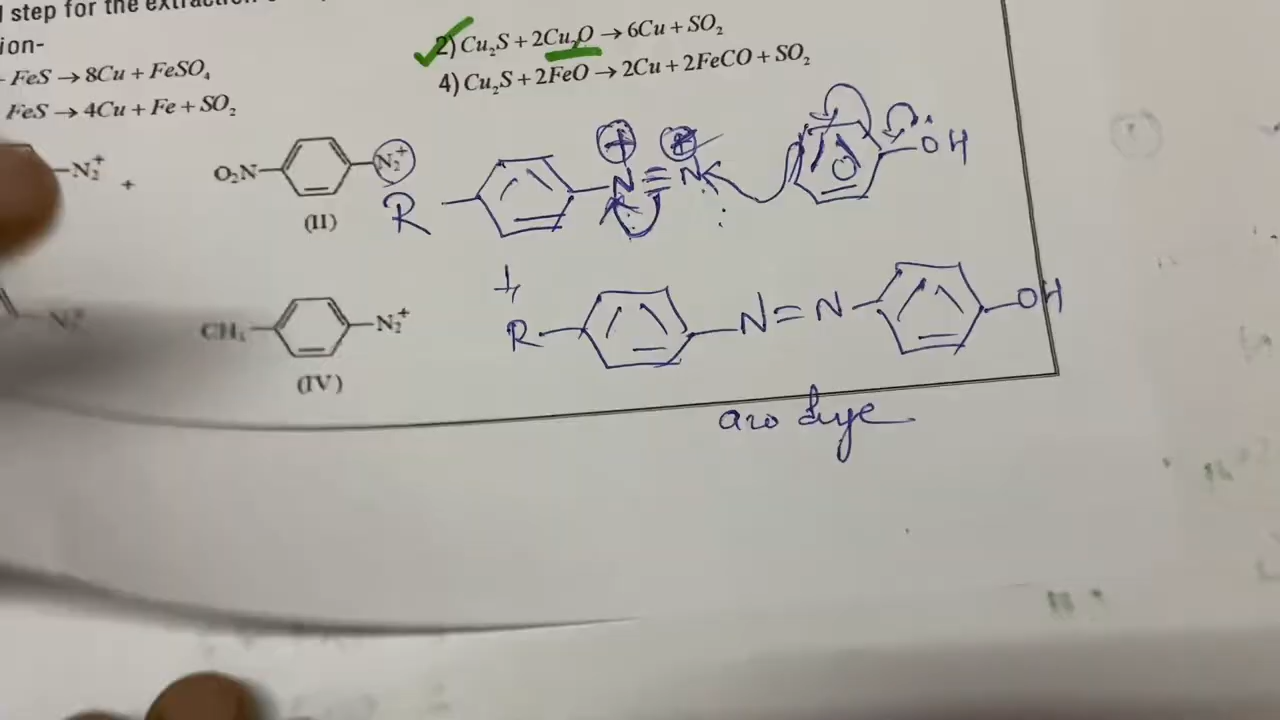 step for the extraction
ion-
2) Cu₂S + 2Cu₂O → 6Cu + SO₂
FeS → 8Cu + FeSO₄
4) Cu₂S + 2FeO → 2Cu + 2FeCO + SO₂
FeS → 4Cu + Fe + SO₂
N₂⁺ +
O₂N N₂⁺
(II)
R N ≡ N OH
CH₃ N₂⁺
(IV)
R N = N OH
azo dye